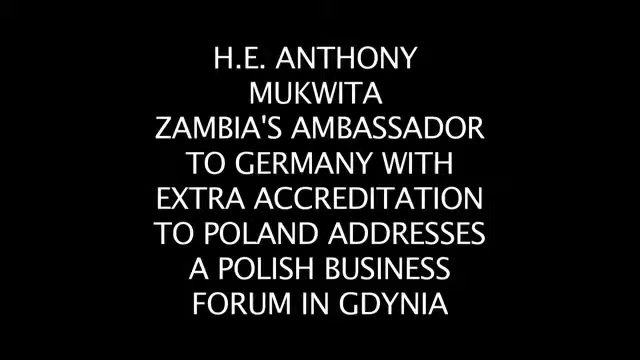 H.E. ANTHONY
MUKWITA
ZAMBIA'S AMBASSADOR
TO GERMANY WITH
EXTRA ACCREDITATION
TO POLAND ADDRESSES
A POLISH BUSINESS
FORUM IN GDYNIA